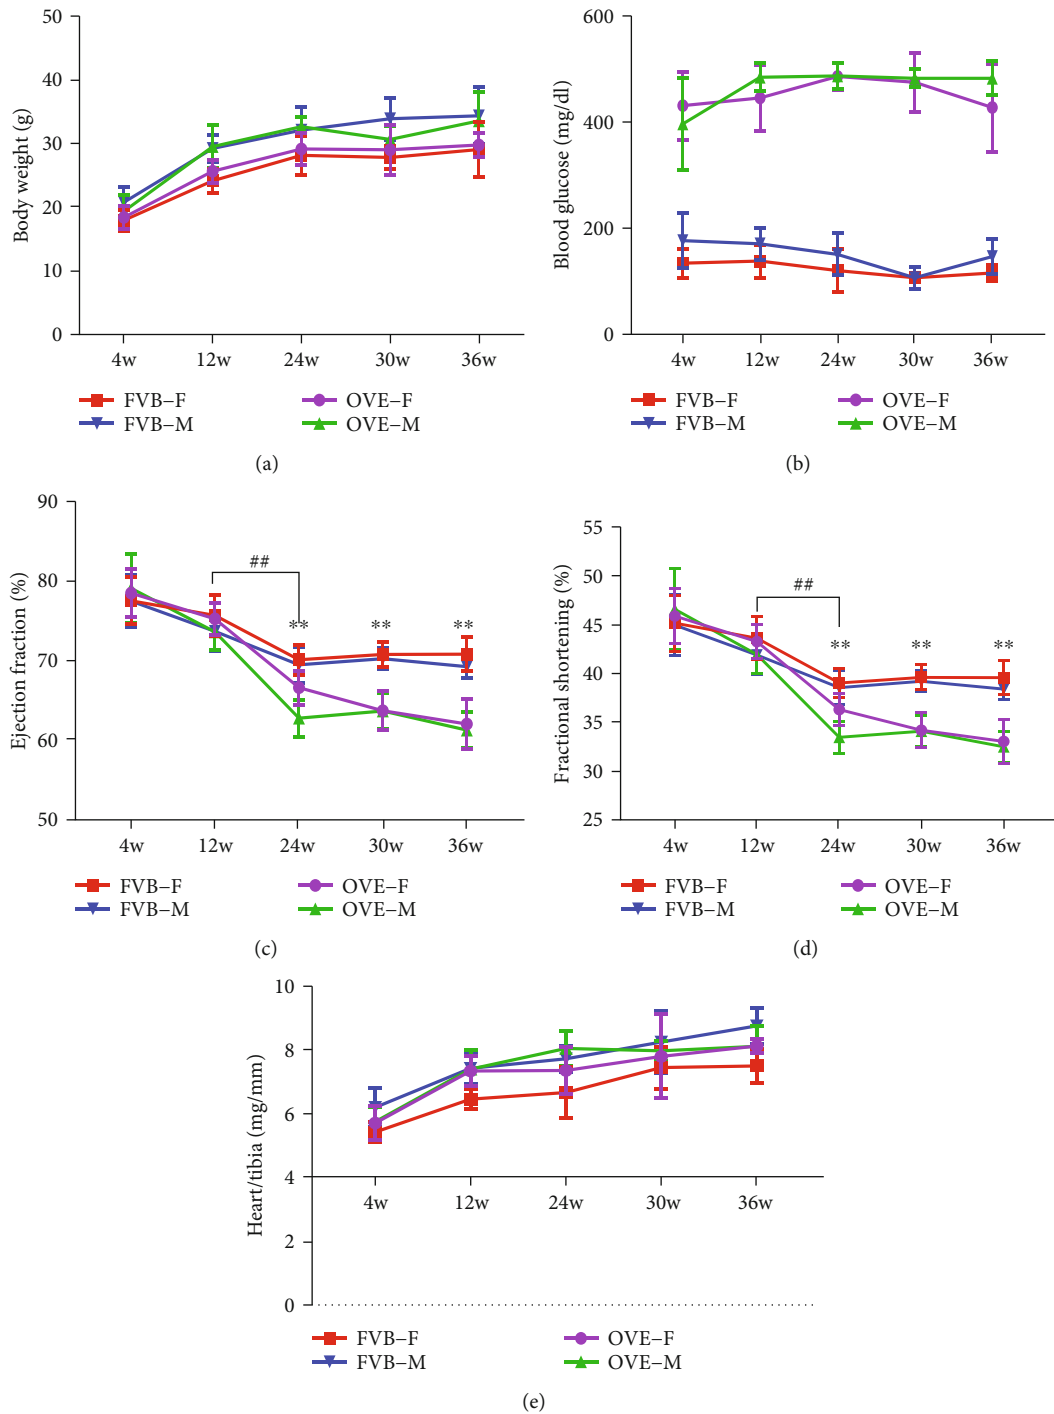 50
40
30
20
10
0
Body weight (g)
4w 12w 24w 30w 36w
FVB–F OVE–F
FVB–M OVE–M
(a)
600
400
200
0
Blood glucose (mg/dl)
4w 12w 24w 30w 36w
FVB–F OVE–F
FVB–M OVE–M
(b)
90
80
70
60
50
Ejection fraction (%)
##
** ** **
4w 12w 24w 30w 36w
FVB–F OVE–F
FVB–M OVE–M
(c)
55
50
45
40
35
30
25
Fractional shortening (%)
##
** ** **
4w 12w 24w 30w 36w
FVB–F OVE–F
FVB–M OVE–M
(d)
10
8
6
4
2
0
Heart/tibia (mg/mm)
4w 12w 24w 30w 36w
FVB–F OVE–F
FVB–M OVE–M
(e)